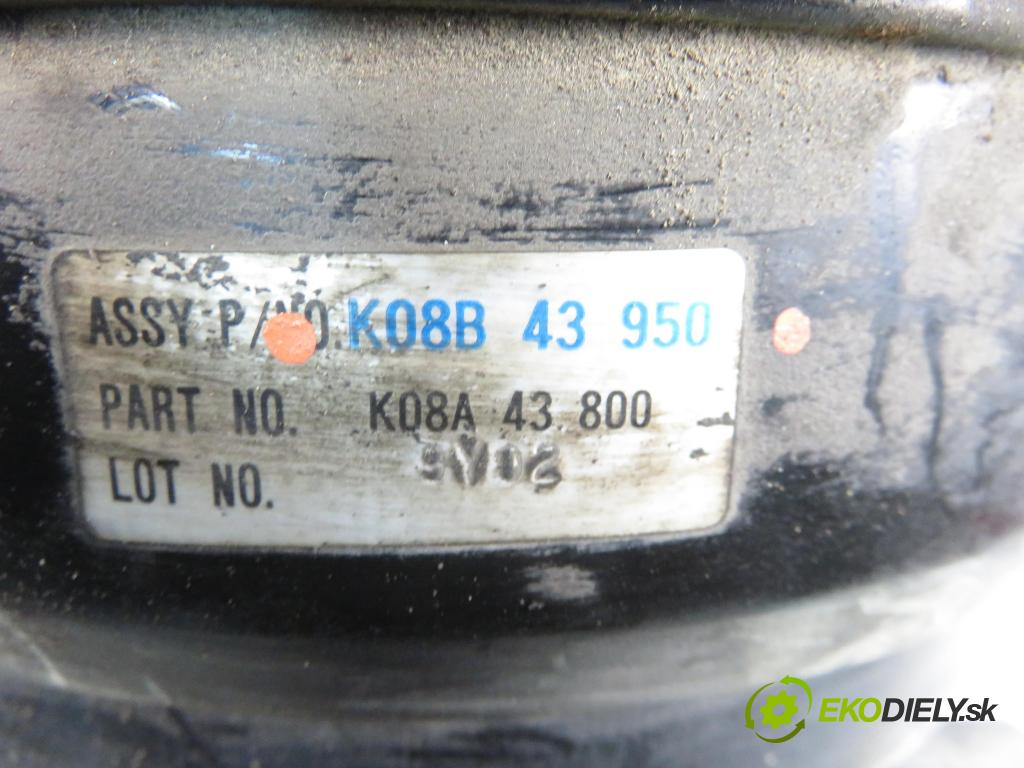 ASSY P/NO. K08B 43 950
PART NO. K08A 43 800
LOT NO.
EKODIELY.sk